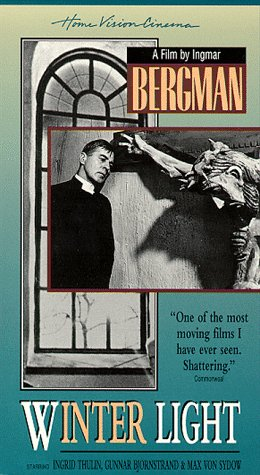 Home Vision Cinema
A Film by Ingmar
BERGMAN
“One of the most
moving films I
have ever seen.
Shattering.”
Commonweal
WINTER LIGHT
STARRING INGRID THULIN, GUNNAR BJORNSTRAND & MAX VON SYDOW